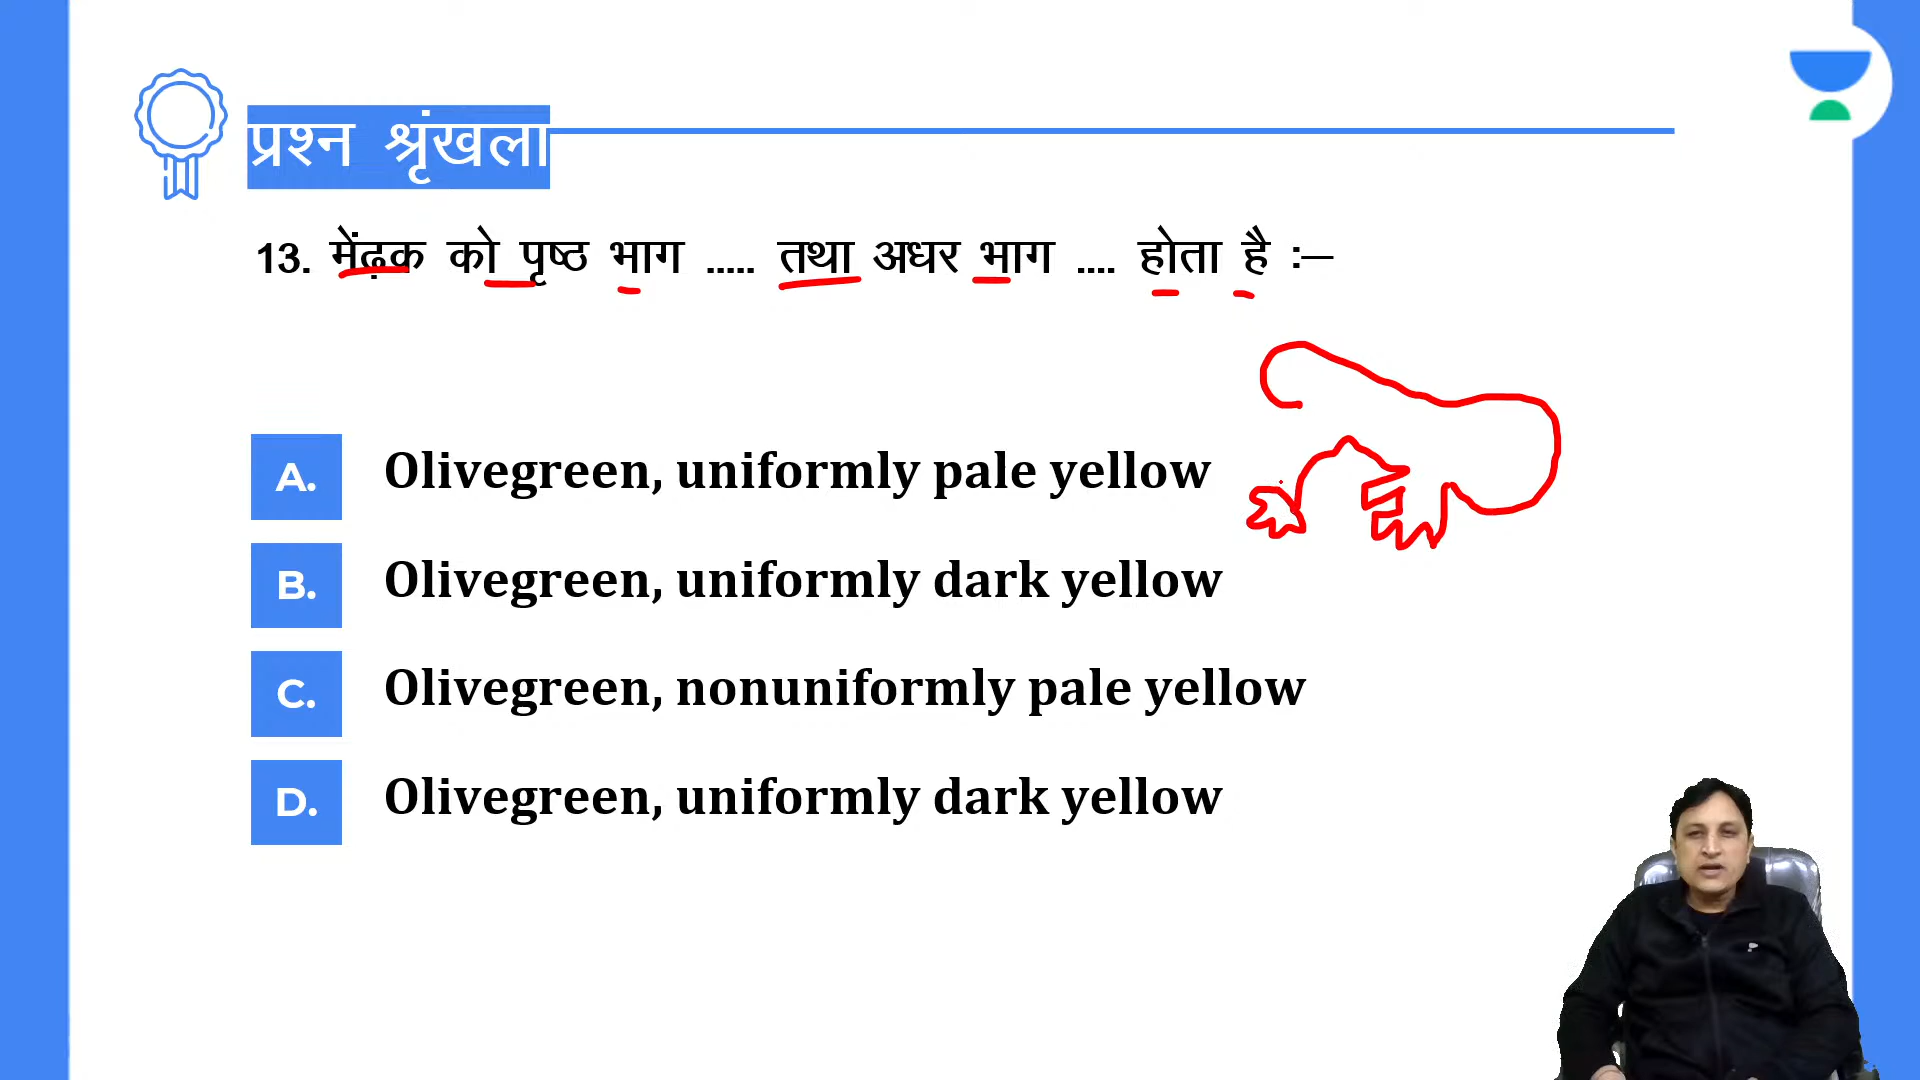 प्रश्न श्रृंखला
13. मेंढ़क को पृष्ठ भाग ..... तथा अधर भाग .... होता है :–
A. Olivegreen, uniformly pale yellow
B. Olivegreen, uniformly dark yellow
C. Olivegreen, nonuniformly pale yellow
D. Olivegreen, uniformly dark yellow